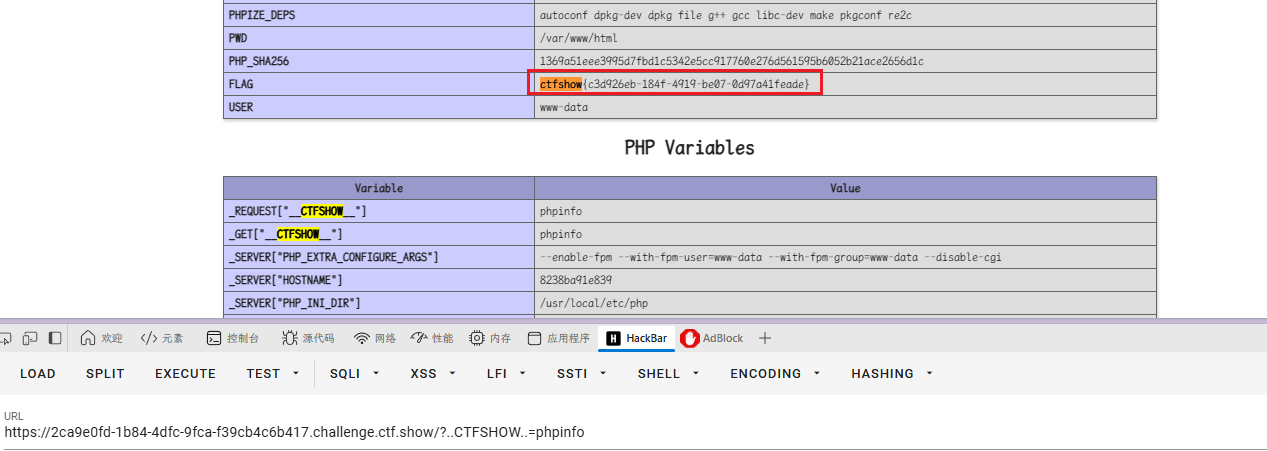 PHPIZE_DEPS autoconf dpkg-dev dpkg file g++ gcc libc-dev make pkgconf re2c
PWD /var/www/html
PHP_SHA256 1369a51eee3995d7fbd1c5342e5cc917760e276d561595b6052b21ace2656d1c
FLAG ctfshow{c3d926eb-184f-4919-be07-0d97a41feade}
USER www-data
PHP Variables
Variable Value
_REQUEST["__CTFSHOW__"] phpinfo
_GET["__CTFSHOW__"] phpinfo
_SERVER["PHP_EXTRA_CONFIGURE_ARGS"] --enable-fpm --with-fpm-user=www-data --with-fpm-group=www-data --disable-cgi
_SERVER["HOSTNAME"] 8238ba91e839
_SERVER["PHP_INI_DIR"] /usr/local/etc/php
欢迎 元素 控制台 源代码 网络 性能 内存 应用程序 H HackBar AdBlock
LOAD SPLIT EXECUTE TEST SQLI XSS LFI SSTI SHELL ENCODING HASHING
URL
https://2ca9e0fd-1b84-4dfc-9fca-f39cb4c6b417.challenge.ctf.show/?..CTFSHOW..=phpinfo